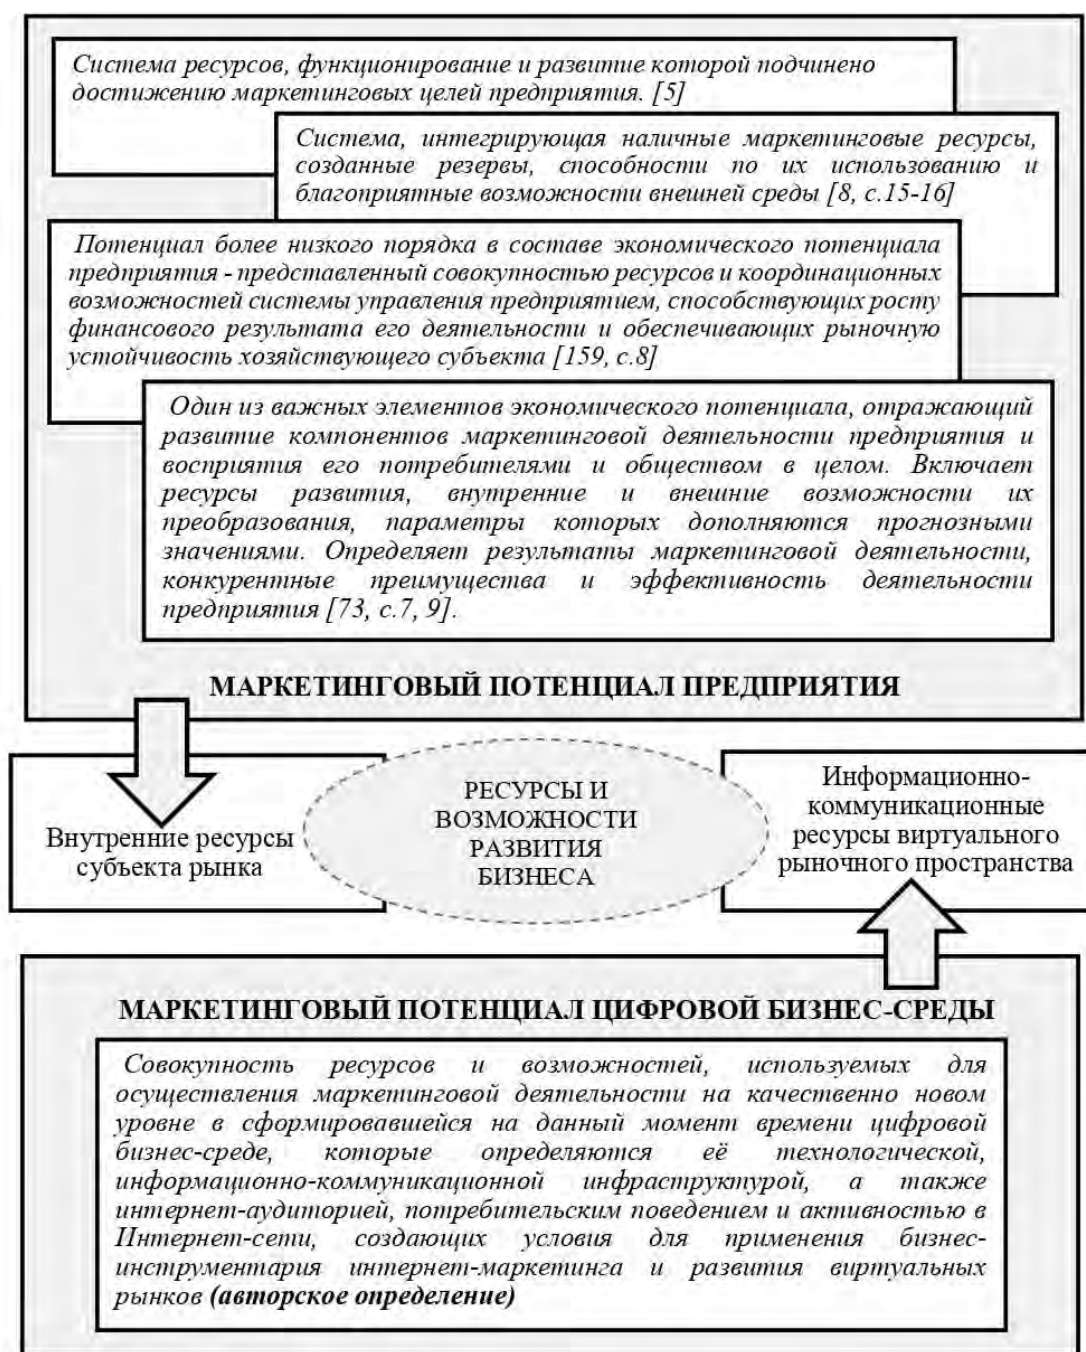 Система ресурсов, функционирование и развитие которой подчинено
достижению маркетинговых целей предприятия. [5]
Система, интегрирующая наличные маркетинговые ресурсы,
созданные резервы, способности по их использованию и
благоприятные возможности внешней среды [8, с.15-16]
Потенциал более низкого порядка в составе экономического потенциала
предприятия - представленный совокупностью ресурсов и координационных
возможностей системы управления предприятием, способствующих росту
финансового результата его деятельности и обеспечивающих рыночную
устойчивость хозяйствующего субъекта [159, с.8]
Один из важных элементов экономического потенциала, отражающий
развитие компонентов маркетинговой деятельности предприятия и
восприятия его потребителями и обществом в целом. Включает
ресурсы развития, внутренние и внешние возможности их
преобразования, параметры которых дополняются прогнозными
значениями. Определяет результаты маркетинговой деятельности,
конкурентные преимущества и эффективность деятельности
предприятия [73, с.7, 9].
МАРКЕТИНГОВЫЙ ПОТЕНЦИАЛ ПРЕДПРИЯТИЯ
Внутренние ресурсы
субъекта рынка
РЕСУРСЫ И
ВОЗМОЖНОСТИ
РАЗВИТИЯ
БИЗНЕСА
Информационно-
коммуникационные
ресурсы виртуального
рыночного пространства
МАРКЕТИНГОВЫЙ ПОТЕНЦИАЛ ЦИФРОВОЙ БИЗНЕС-СРЕДЫ
Совокупность ресурсов и возможностей, используемых для
осуществления маркетинговой деятельности на качественно новом
уровне в сформировавшейся на данный момент времени цифровой
бизнес-среде, которые определяются её технологической,
информационно-коммуникационной инфраструктурой, а также
интернет-аудиторией, потребительским поведением и активностью в
Интернет-сети, создающих условия для применения бизнес-
инструментария интернет-маркетинга и развития виртуальных
рынков (авторское определение)